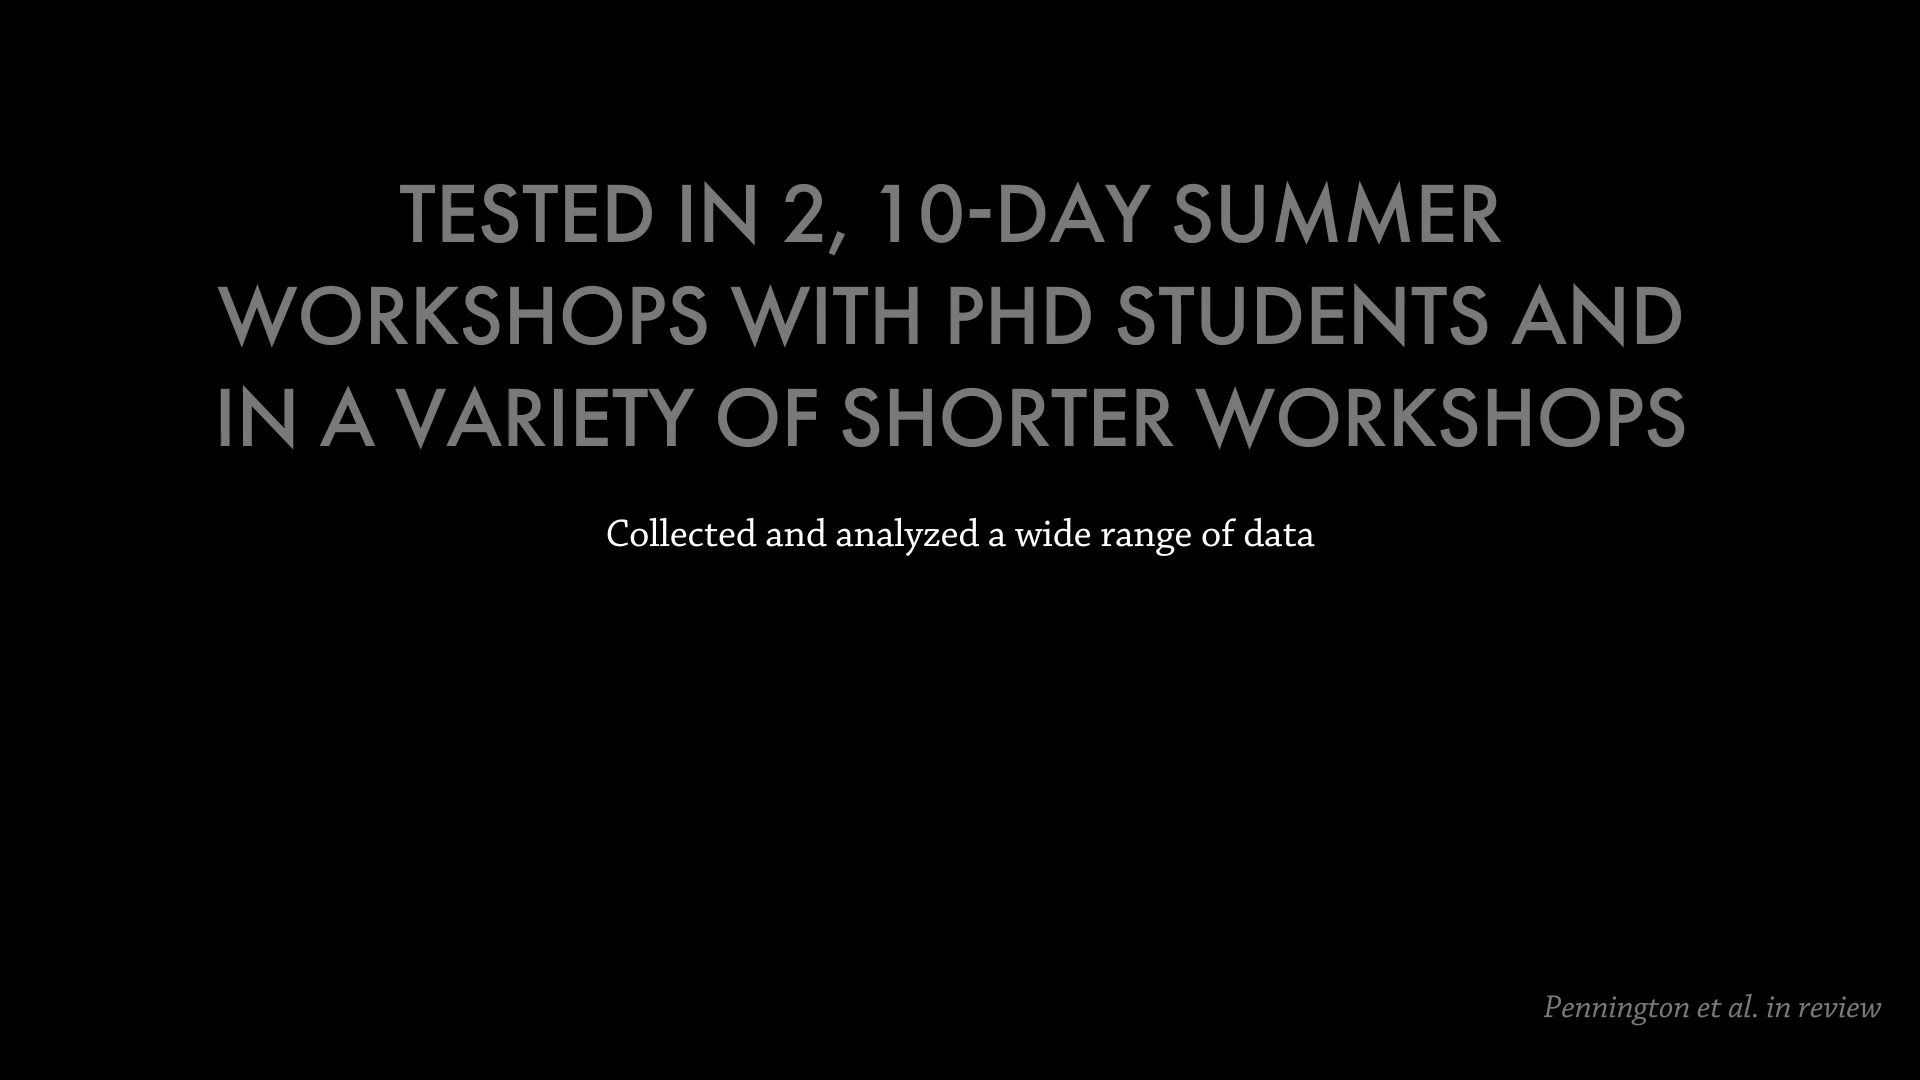 TESTED IN 2, 10-DAY SUMMER
WORKSHOPS WITH PHD STUDENTS AND
IN A VARIETY OF SHORTER WORKSHOPS
Collected and analyzed a wide range of data
Pennington et al. in review